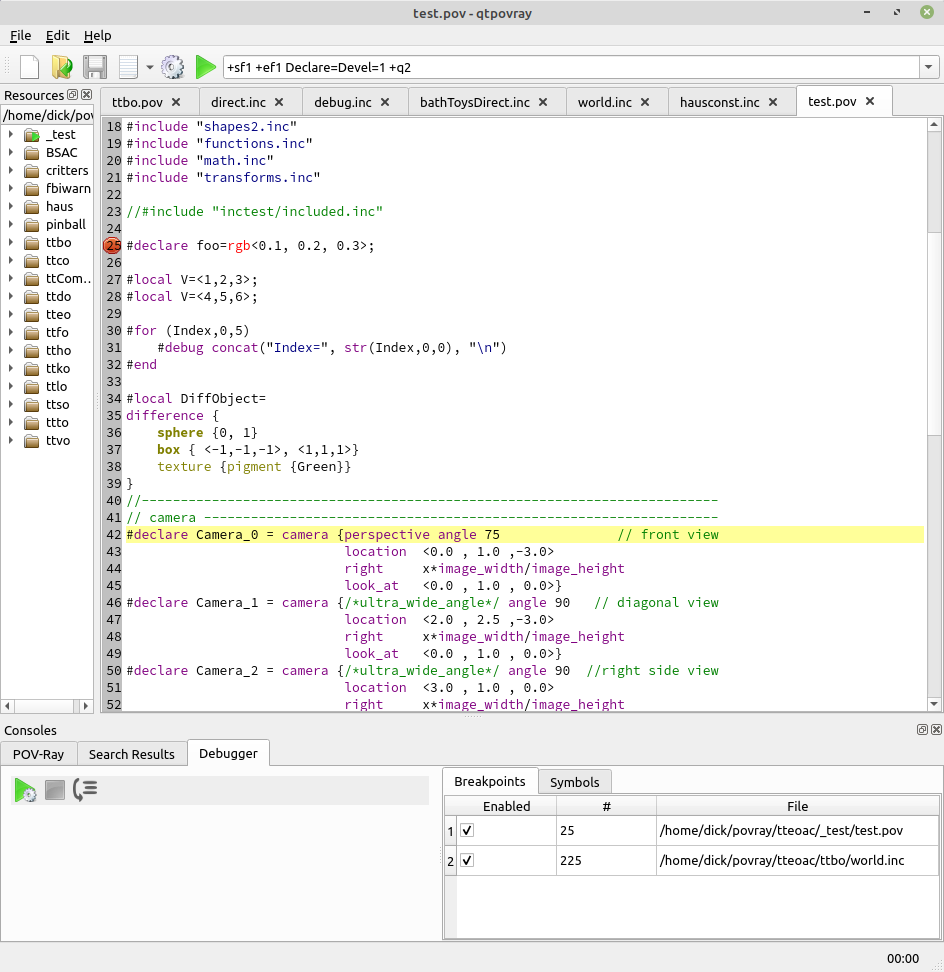 test.pov - qtpovray
File Edit Help
+sf1 +ef1 Declare=Devel=1 +q2
Resources
/home/dick/pov
_test
BSAC
critters
fbiwarn
haus
pinball
ttbo
ttco
ttCom...
ttdo
tteo
ttfo
ttho
ttko
ttlo
ttso
ttto
ttvo
ttbo.pov direct.inc debug.inc bathToysDirect.inc world.inc hausconst.inc test.pov
18 #include "shapes2.inc"
19 #include "functions.inc"
20 #include "math.inc"
21 #include "transforms.inc"
22
23 //#include "inctest/included.inc"
24
25 #declare foo=rgb<0.1, 0.2, 0.3>;
26
27 #local V=<1,2,3>;
28 #local V=<4,5,6>;
29
30 #for (Index,0,5)
31     #debug concat("Index=", str(Index,0,0), "\n")
32 #end
33
34 #local DiffObject=
35 difference {
36     sphere {0, 1}
37     box { <-1,-1,-1>, <1,1,1>}
38     texture {pigment {Green}}
39 }
40 //--------------------------------------------------------------------------
41 // camera ------------------------------------------------------------------
42 #declare Camera_0 = camera {perspective angle 75               // front view
43                             location  <0.0 , 1.0 ,-3.0>
44                             right     x*image_width/image_height
45                             look_at   <0.0 , 1.0 , 0.0>}
46 #declare Camera_1 = camera {/*ultra_wide_angle*/ angle 90   // diagonal view
47                             location  <2.0 , 2.5 ,-3.0>
48                             right     x*image_width/image_height
49                             look_at   <0.0 , 1.0 , 0.0>}
50 #declare Camera_2 = camera {/*ultra_wide_angle*/ angle 90  //right side view
51                             location  <3.0 , 1.0 , 0.0>
52                             right     x*image_width/image_height
Consoles
POV-Ray Search Results Debugger
Breakpoints Symbols
Enabled # File
1 25 /home/dick/povray/tteoac/_test/test.pov
2 225 /home/dick/povray/tteoac/ttbo/world.inc
00:00